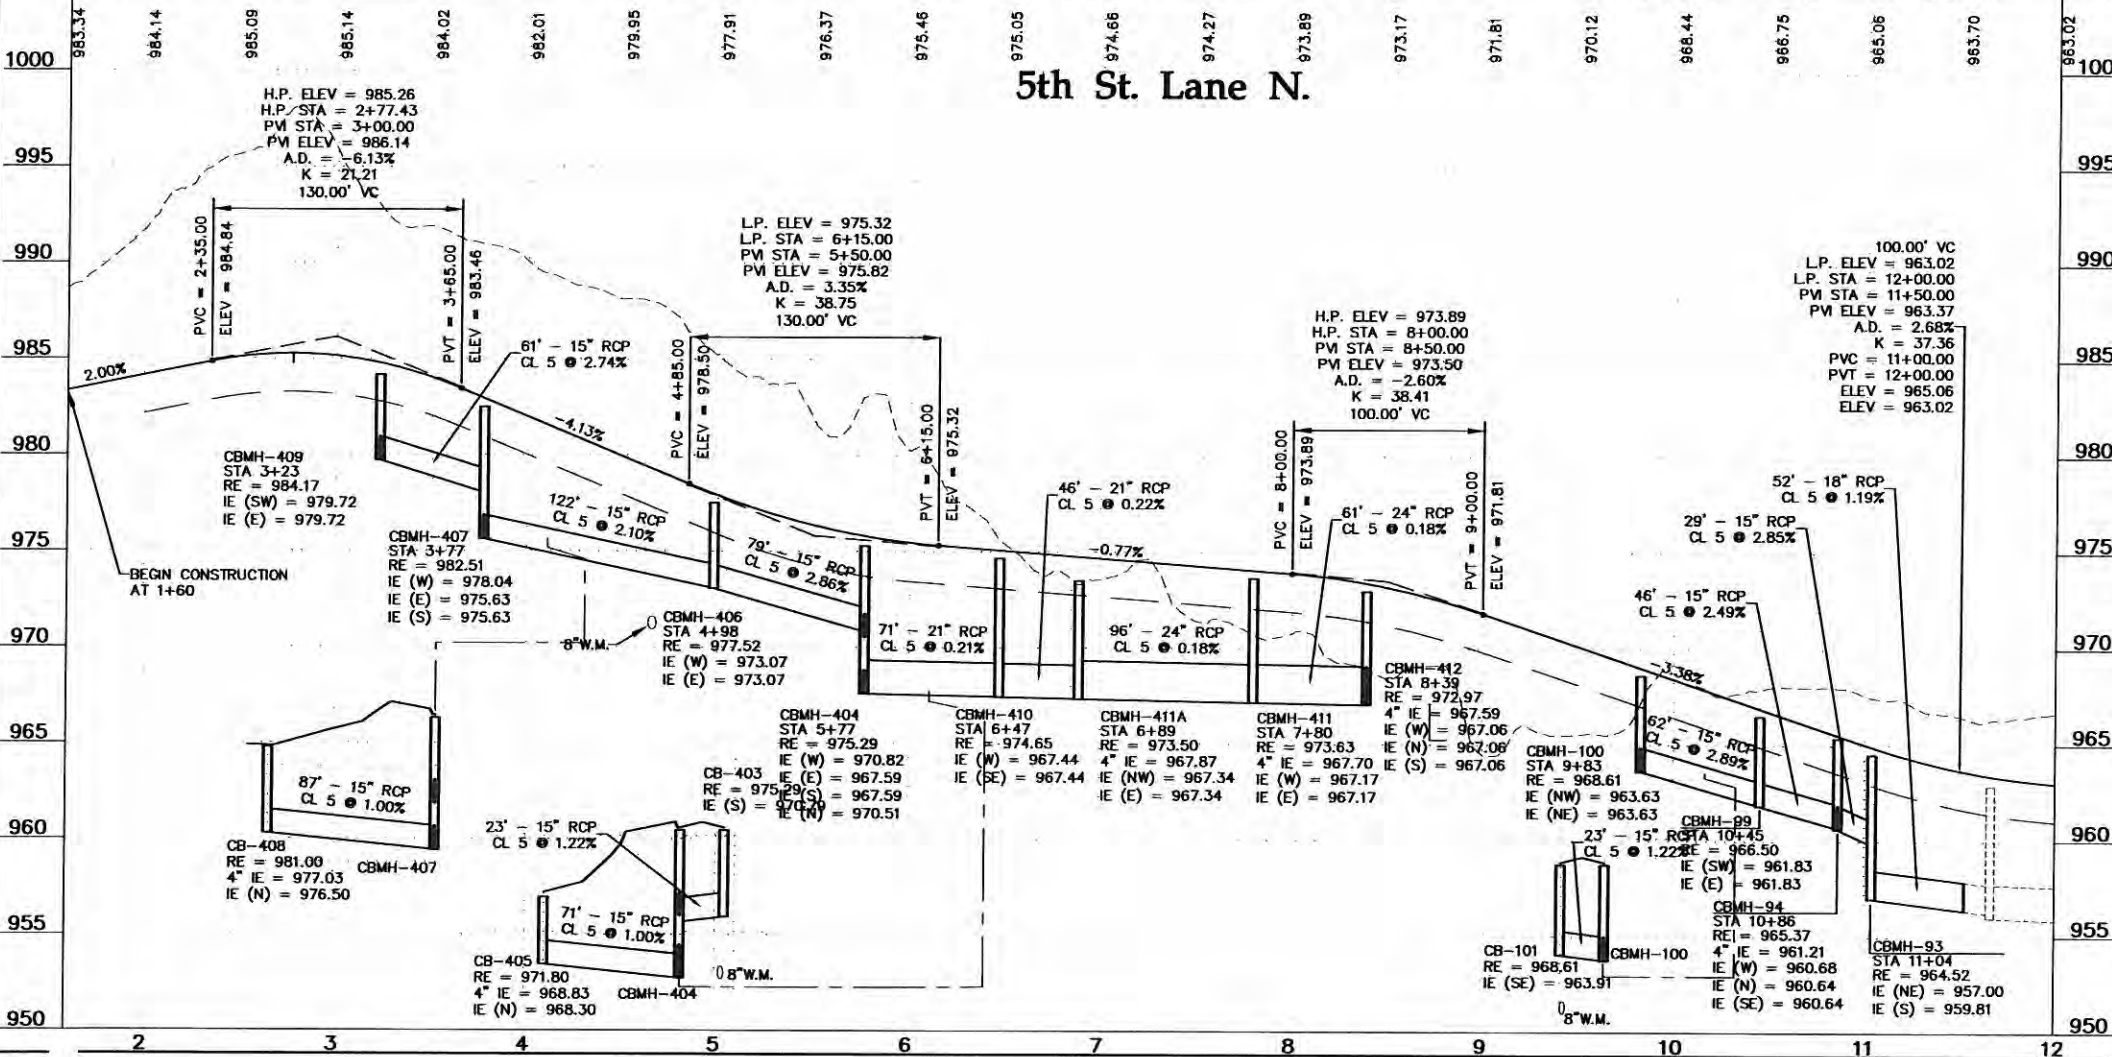 983.34
984.14
985.09
985.14
984.02
982.01
979.95
977.91
976.37
975.46
975.05
974.66
974.27
973.89
973.17
971.81
970.12
968.44
966.75
965.06
963.70
963.02
5th St. Lane N.
1000
995
990
985
980
975
970
965
960
955
950
100
995
990
985
980
975
970
965
960
955
950
H.P. ELEV = 985.26
H.P. STA = 2+77.43
PVI STA = 3+00.00
PVI ELEV = 986.14
A.D. = -6.13%
K = 21.21
130.00' VC
PVC = 2+35.00
ELEV = 984.84
PVT = 3+65.00
ELEV = 983.46
2.00%
BEGIN CONSTRUCTION
AT 1+60
61' - 15" RCP
CL 5 @ 2.74%
-4.13%
L.P. ELEV = 975.32
L.P. STA = 6+15.00
PVI STA = 5+50.00
PVI ELEV = 975.82
A.D. = 3.35%
K = 38.75
130.00' VC
PVC = 4+85.00
ELEV = 978.50
PVT = 6+15.00
ELEV = 975.32
H.P. ELEV = 973.89
H.P. STA = 8+00.00
PVI STA = 8+50.00
PVI ELEV = 973.50
A.D. = -2.60%
K = 38.41
100.00' VC
PVC = 8+00.00
ELEV = 973.89
PVT = 9+00.00
ELEV = 971.81
100.00' VC
L.P. ELEV = 963.02
L.P. STA = 12+00.00
PVI STA = 11+50.00
PVI ELEV = 963.37
A.D. = 2.68%
K = 37.36
PVC = 11+00.00
PVT = 12+00.00
ELEV = 965.06
ELEV = 963.02
CBMH-409
STA 3+23
RE = 984.17
IE (SW) = 979.72
IE (E) = 979.72
CBMH-407
STA 3+77
RE = 982.51
IE (W) = 978.04
IE (E) = 975.63
IE (S) = 975.63
122' - 15" RCP
CL 5 @ 2.10%
79' - 15" RCP
CL 5 @ 2.86%
8"W.M.
CBMH-406
STA 4+98
RE = 977.52
IE (W) = 973.07
IE (E) = 973.07
71' - 21" RCP
CL 5 @ 0.21%
46' - 21" RCP
CL 5 @ 0.22%
-0.77%
96' - 24" RCP
CL 5 @ 0.18%
61' - 24" RCP
CL 5 @ 0.18%
CBMH-404
STA 5+77
RE = 975.29
IE (W) = 970.82
IE (E) = 967.59
IE (S) = 967.59
IE (N) = 970.51
CBMH-410
STA 6+47
RE = 974.65
IE (W) = 967.44
IE (SE) = 967.44
CBMH-411A
STA 6+89
RE = 973.50
4" IE = 967.87
IE (NW) = 967.34
IE (E) = 967.34
CBMH-411
STA 7+80
RE = 973.63
4" IE = 967.70
IE (W) = 967.17
IE (E) = 967.17
CBMH-412
STA 8+39
RE = 972.97
4" IE = 967.59
IE (W) = 967.06
IE (N) = 967.06
IE (S) = 967.06
52' - 18" RCP
CL 5 @ 1.19%
29' - 15" RCP
CL 5 @ 2.85%
46' - 15" RCP
CL 5 @ 2.49%
-3.38%
62' - 15" RCP
CL 5 @ 2.89%
CBMH-100
STA 9+83
RE = 968.61
IE (NW) = 963.63
IE (NE) = 963.63
CBMH-99
STA 10+45
RE = 966.50
IE (SW) = 961.83
IE (E) = 961.83
CBMH-94
STA 10+86
RE = 965.37
4" IE = 961.21
IE (W) = 960.68
IE (N) = 960.64
IE (SE) = 960.64
CBMH-93
STA 11+04
RE = 964.52
IE (NE) = 957.00
IE (S) = 959.81
87' - 15" RCP
CL 5 @ 1.00%
CB-408
RE = 981.00
4" IE = 977.03
IE (N) = 976.50
CBMH-407
CB-403
RE = 975.29
IE (S) = 970.79
23' - 15" RCP
CL 5 @ 1.22%
71' - 15" RCP
CL 5 @ 1.00%
CB-405
RE = 971.80
4" IE = 968.83
IE (N) = 968.30
CBMH-404
8"W.M.
23' - 15" RCP
CL 5 @ 1.22%
CB-101
RE = 968.61
IE (SE) = 963.91
CBMH-100
8"W.M.
2
3
4
5
6
7
8
9
10
11
12